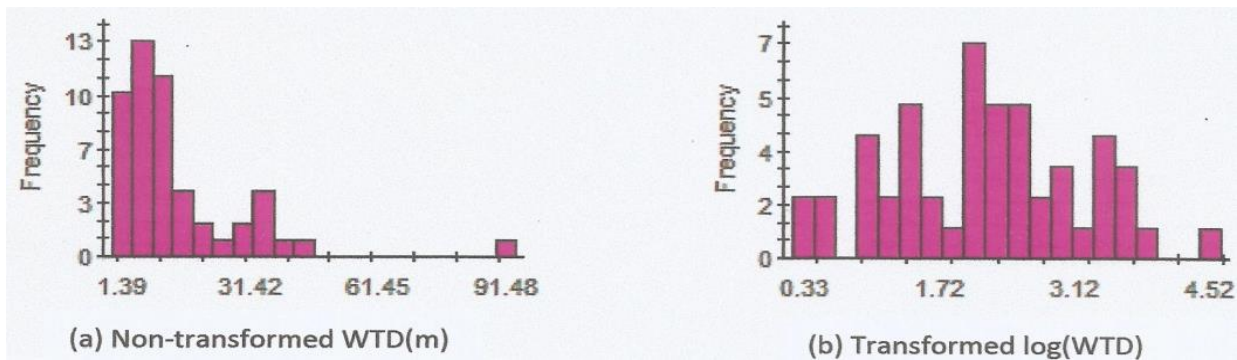 Frequency
13
10
7
3
0
1.39 31.42 61.45 91.48
(a) Non-transformed WTD(m)
Frequency
7
5
4
2
0
0.33 1.72 3.12 4.52
(b) Transformed log(WTD)